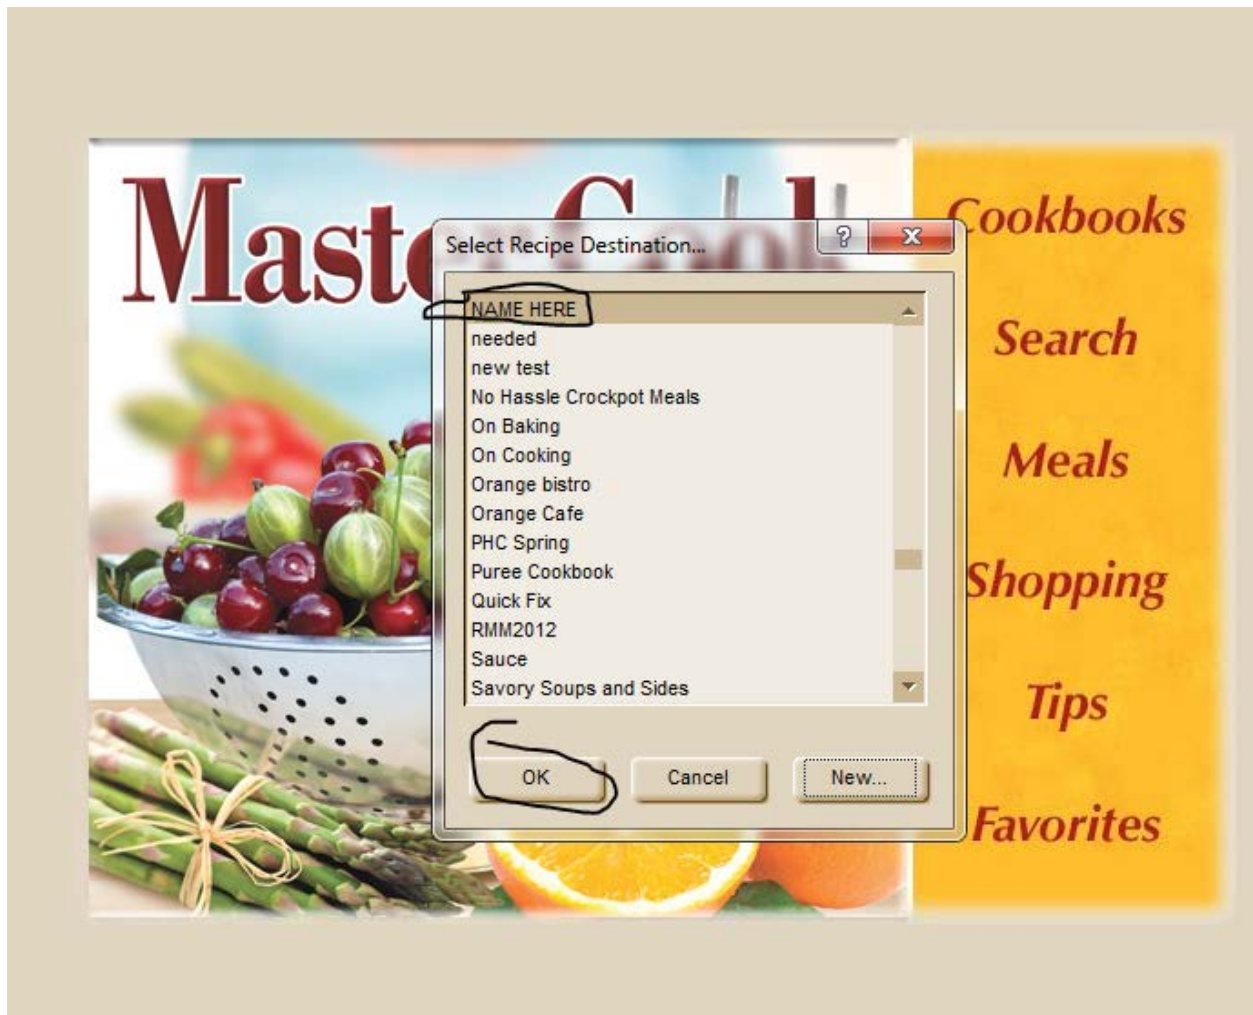 MasterCook
Cookbooks
Search
Meals
Shopping
Tips
Favorites
Select Recipe Destination...
?
X
NAME HERE
needed
new test
No Hassle Crockpot Meals
On Baking
On Cooking
Orange bistro
Orange Cafe
PHC Spring
Puree Cookbook
Quick Fix
RMM2012
Sauce
Savory Soups and Sides
OK
Cancel
New...